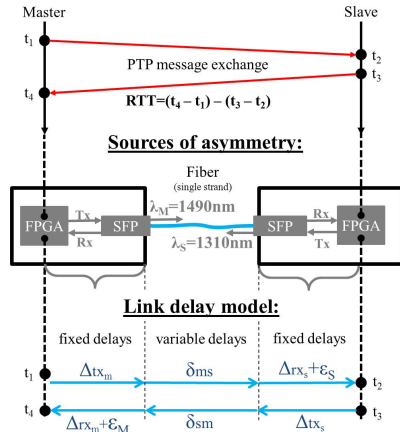 Master Slave
t₁
t₂
PTP message exchange
t₃
t₄
RTT=(t₄ – t₁) – (t₃ – t₂)
Sources of asymmetry:
Fiber
(single strand)
λM=1490nm
Tx Rx
FPGA SFP SFP FPGA
Rx Tx
λS=1310nm
Link delay model:
fixed delays variable delays fixed delays
t₁ Δtxₘ δms Δrxₛ+εS t₂
t₄ Δrxₘ+εM δsm Δtxₛ t₃